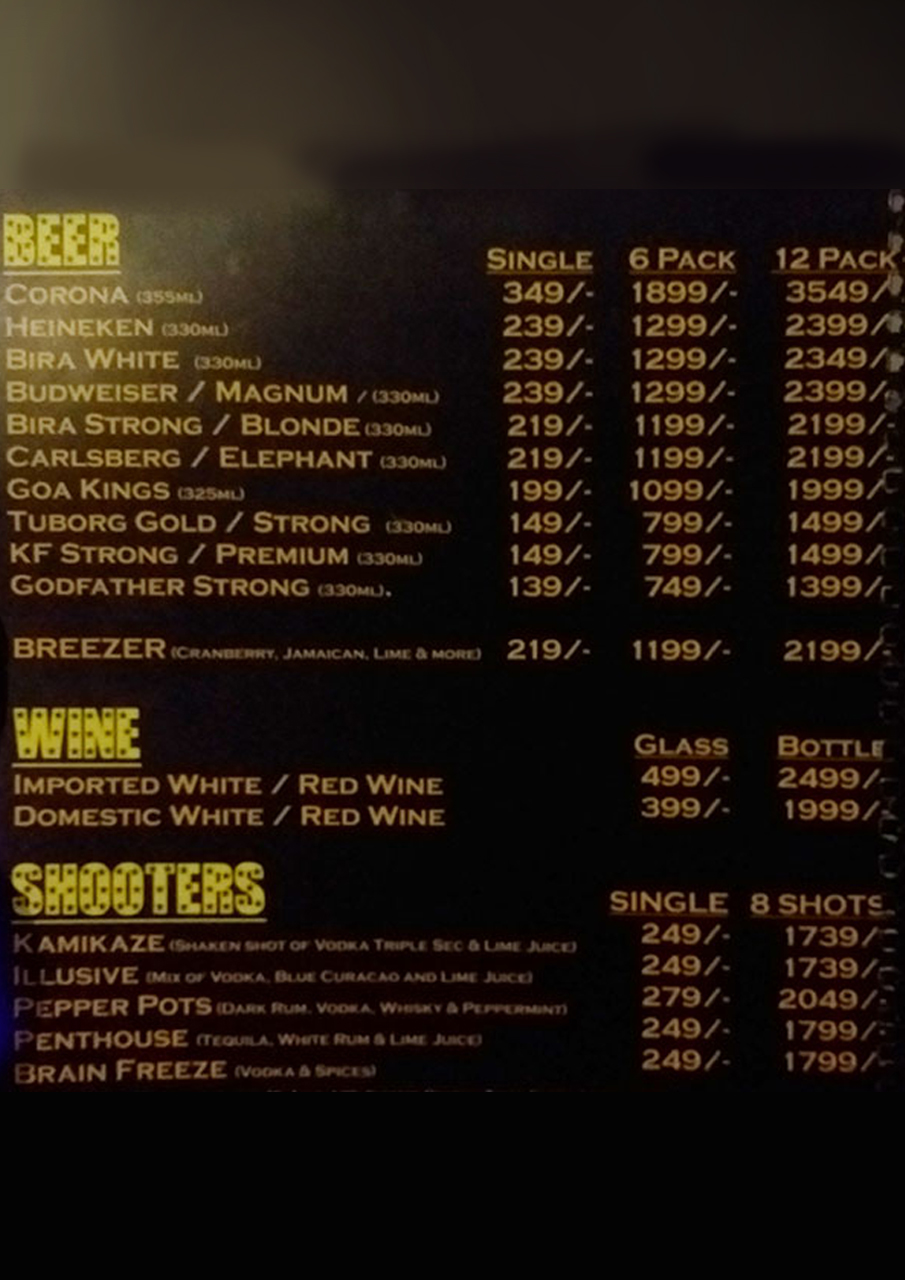 BEER
SINGLE 6 PACK 12 PACK
CORONA (355ML) 349/- 1899/- 3549/-
HEINEKEN (330ML) 239/- 1299/- 2399/-
BIRA WHITE (330ML) 239/- 1299/- 2349/-
BUDWEISER / MAGNUM / (330ML) 239/- 1299/- 2399/-
BIRA STRONG / BLONDE (330ML) 219/- 1199/- 2199/-
CARLSBERG / ELEPHANT (330ML) 219/- 1199/- 2199/-
GOA KINGS (325ML) 199/- 1099/- 1999/-
TUBORG GOLD / STRONG (330ML) 149/- 799/- 1499/-
KF STRONG / PREMIUM (330ML) 149/- 799/- 1499/-
GODFATHER STRONG (330ML). 139/- 749/- 1399/-
BREEZER (CRANBERRY, JAMAICAN, LIME & MORE) 219/- 1199/- 2199/-
WINE
GLASS BOTTLE
IMPORTED WHITE / RED WINE 499/- 2499/-
DOMESTIC WHITE / RED WINE 399/- 1999/-
SHOOTERS
SINGLE 8 SHOTS
KAMIKAZE (SHAKEN SHOT OF VODKA TRIPLE SEC & LIME JUICE) 249/- 1739/-
ILLUSIVE (MIX OF VODKA, BLUE CURACAO AND LIME JUICE) 249/- 1739/-
PEPPER POTS (DARK RUM, VODKA, WHISKY & PEPPERMINT) 279/- 2049/-
PENTHOUSE (TEQUILA, WHITE RUM & LIME JUICE) 249/- 1799/-
BRAIN FREEZE (VODKA & SPICES) 249/- 1799/-